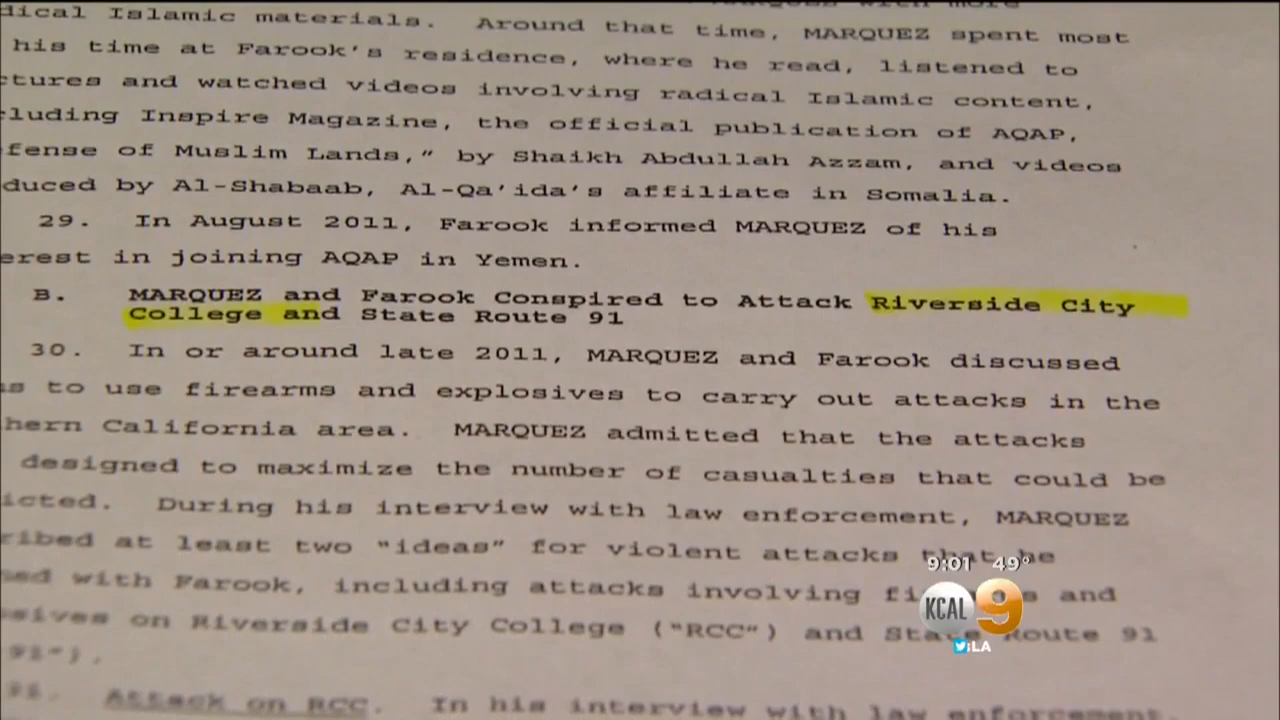 dical Islamic materials. Around that time, MARQUEZ spent most
his time at Farook's residence, where he read, listened to
ctures and watched videos involving radical Islamic content,
cluding Inspire Magazine, the official publication of AQAP,
fense of Muslim Lands," by Shaikh Abdullah Azzam, and videos
duced by Al-Shabaab, Al-Qa'ida's affiliate in Somalia.
29. In August 2011, Farook informed MARQUEZ of his
erest in joining AQAP in Yemen.
B. MARQUEZ and Farook Conspired to Attack Riverside City
College and State Route 91
30. In or around late 2011, MARQUEZ and Farook discussed
ns to use firearms and explosives to carry out attacks in the
hern California area. MARQUEZ admitted that the attacks
designed to maximize the number of casualties that could be
icted. During his interview with law enforcement, MARQUEZ
ribed at least two "ideas" for violent attacks that he
ned with Farook, including attacks involving and
osives on Riverside City College ("RCC") and State Route 91
91").
Attack on RCC. In his interview with law enforcement,
9:01 49°
KCAL 9
LA